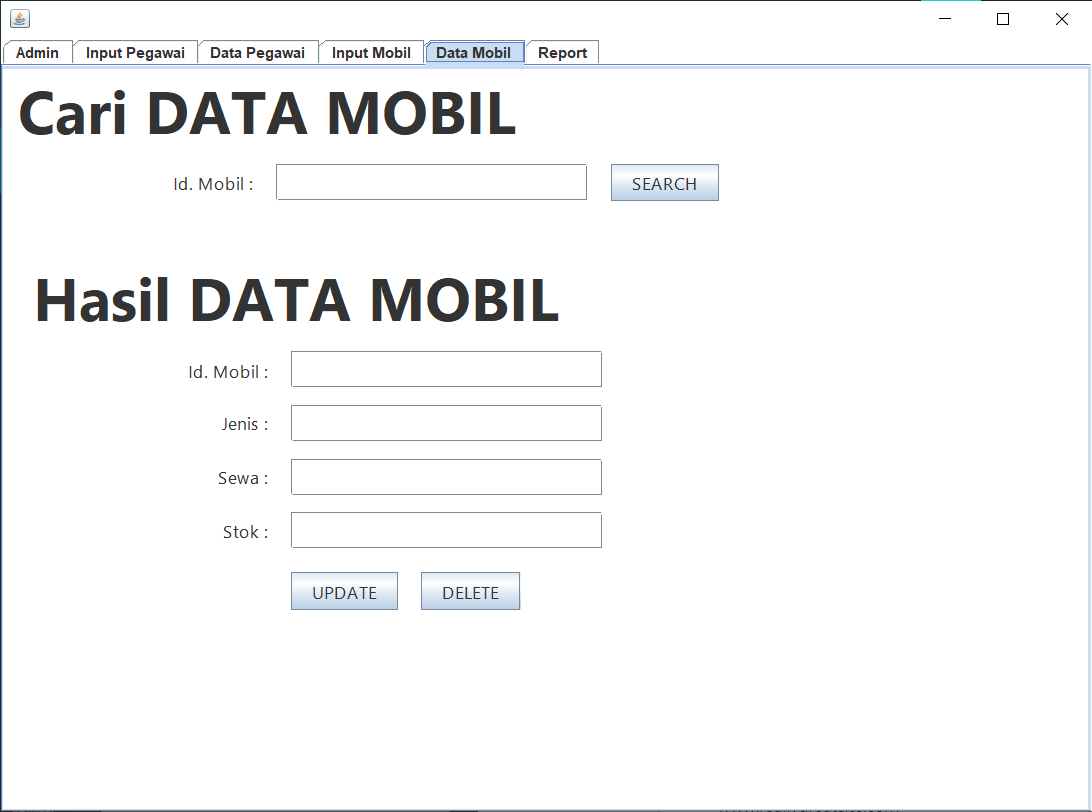 Admin Input Pegawai Data Pegawai Input Mobil Data Mobil Report
Cari DATA MOBIL
Id. Mobil : SEARCH
Hasil DATA MOBIL
Id. Mobil :
Jenis :
Sewa :
Stok :
UPDATE DELETE